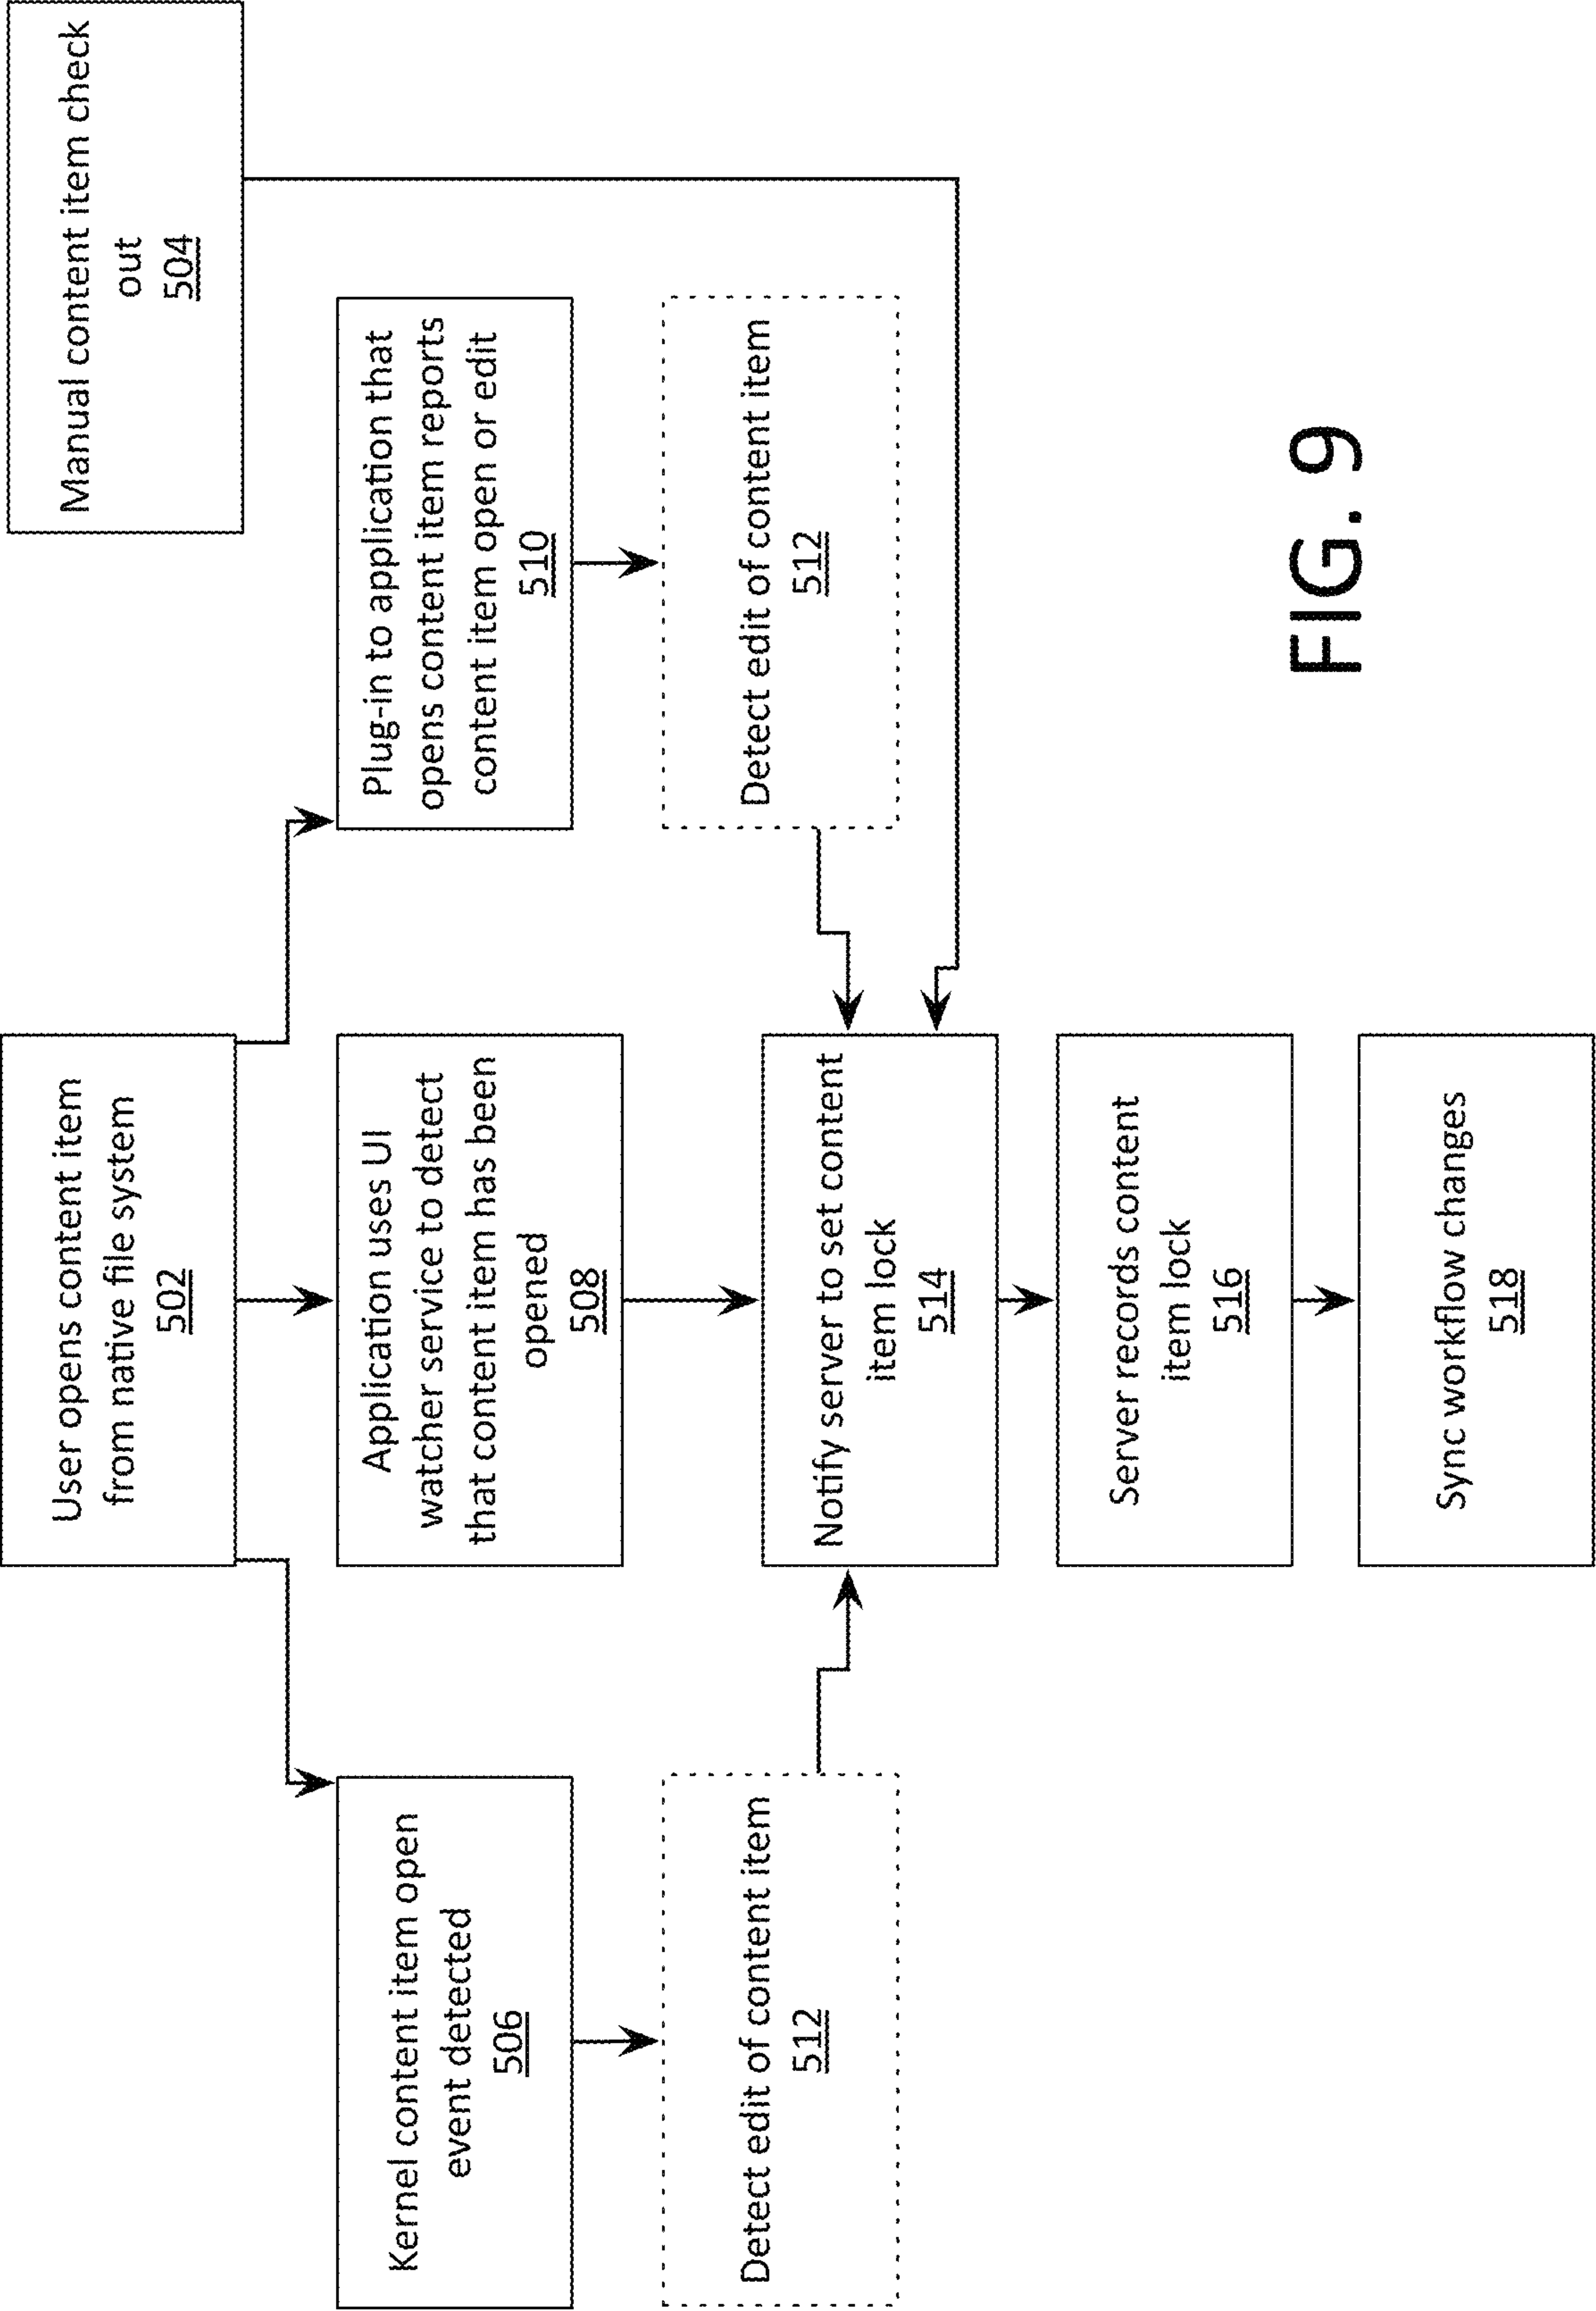 User opens content item
from native file system
502
Manual content item check
out
504
Kernel content item open
event detected
506
Application uses UI
watcher service to detect
that content item has been
opened
508
Plug-in to application that
opens content item reports
content item open or edit
510
Detect edit of content item
512
Detect edit of content item
512
Notify server to set content
item lock
514
Server records content
item lock
516
Sync workflow changes
518
FIG. 9